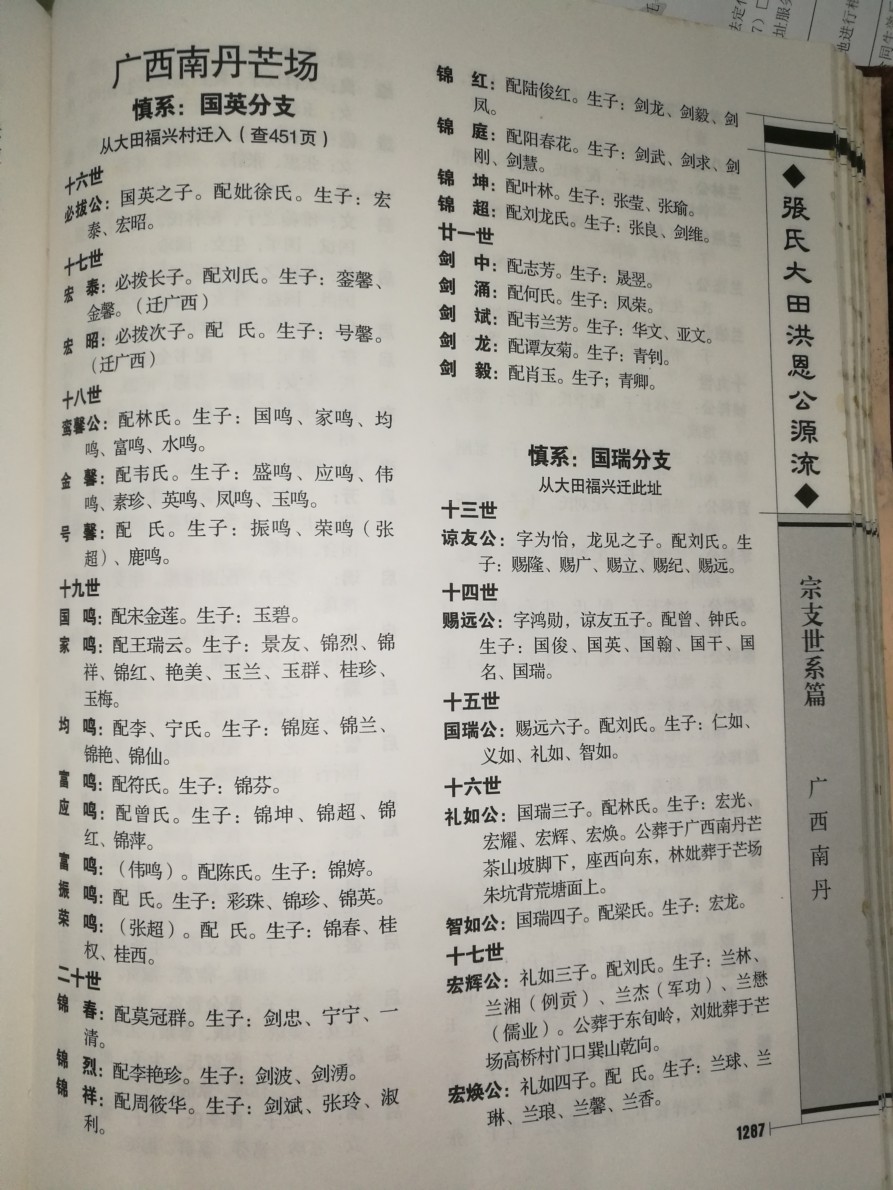 广西南丹芒场
慎系：国英分支
从大田福兴村迁入（查451页）
十六世
必拔公：国英之子。配妣徐氏。生子：宏
泰、宏昭。
十七世
宏　泰：必拨长子。配刘氏。生子：銮馨、
金馨。（迁广西）
宏　昭：必拨次子。配　氏。生子：号馨。
（迁广西）
十八世
鸾馨公：配林氏。生子：国鸣、家鸣、均
鸣、富鸣、水鸣。
金　馨：配韦氏。生子：盛鸣、应鸣、伟
鸣、素珍、英鸣、凤鸣、玉鸣。
号　馨：配　氏。生子：振鸣、荣鸣（张
超）、鹿鸣。
十九世
国　鸣：配宋金莲。生子：玉碧。
家　鸣：配王瑞云。生子：景友、锦烈、锦
祥、锦红、艳美、玉兰、玉群、桂珍、
玉梅。
均　鸣：配李、宁氏。生子：锦庭、锦兰、
锦艳、锦仙。
富　鸣：配符氏。生子：锦芬。
应　鸣：配曾氏。生子：锦坤、锦超、锦
红、锦萍。
富　鸣：（伟鸣）。配陈氏。生子：锦婷。
振　鸣：配　氏。生子：彩珠、锦珍、锦英。
荣　鸣：（张超）。配　氏。生子：锦春、桂
权、桂西。
二十世
锦　春：配莫冠群。生子：剑忠、宁宁、一
清。
锦　烈：配李艳珍。生子：剑波、剑湧。
锦　祥：配周筱华。生子：剑斌、张玲、淑
利。
锦　红：配陆俊红。生子：剑龙、剑毅、剑
凤。
锦　庭：配阳春花。生子：剑武、剑求、剑
刚、剑慧。
锦　坤：配叶林。生子：张莹、张瑜。
锦　超：配刘龙氏。生子：张良、剑维。
廿一世
剑　中：配志芳。生子：晟翌。
剑　涌：配何氏。生子：凤荣。
剑　斌：配韦兰芳。生子：华文、亚文。
剑　龙：配谭友菊。生子：青钊。
剑　毅：配肖玉。生子；青卿。
慎系：国瑞分支
从大田福兴迁此址
十三世
谅友公：字为怡，龙见之子。配刘氏。生
子：赐隆、赐广、赐立、赐纪、赐远。
十四世
赐远公：字鸿勋，谅友五子。配曾、钟氏。
生子：国俊、国英、国翰、国干、国
名、国瑞。
十五世
国瑞公：赐远六子。配刘氏。生子：仁如、
义如、礼如、智如。
十六世
礼如公：国瑞三子。配林氏。生子：宏光、
宏耀、宏辉、宏焕。公葬于广西南丹芒
茶山坡脚下，座西向东，林妣葬于芒场
朱坑背荒塘面上。
智如公：国瑞四子。配梁氏。生子：宏龙。
十七世
宏辉公：礼如三子。配刘氏。生子：兰林、
兰湘（例贡）、兰杰（军功）、兰懋
（儒业）。公葬于东旬岭，刘妣葬于芒
场高桥村门口巽山乾向。
宏焕公：礼如四子。配　氏。生子：兰球、兰
琳、兰琅、兰馨、兰香。
◆張氏大田洪恩公源流◆
宗支世系篇
广西南丹
1287